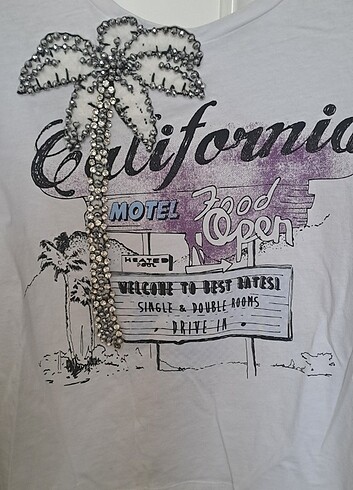 California
MOTEL
Food
Open
HEATED
POOL
WELCOME TO BEST RATES!
SINGLE & DOUBLE ROOMS
DRIVE IN